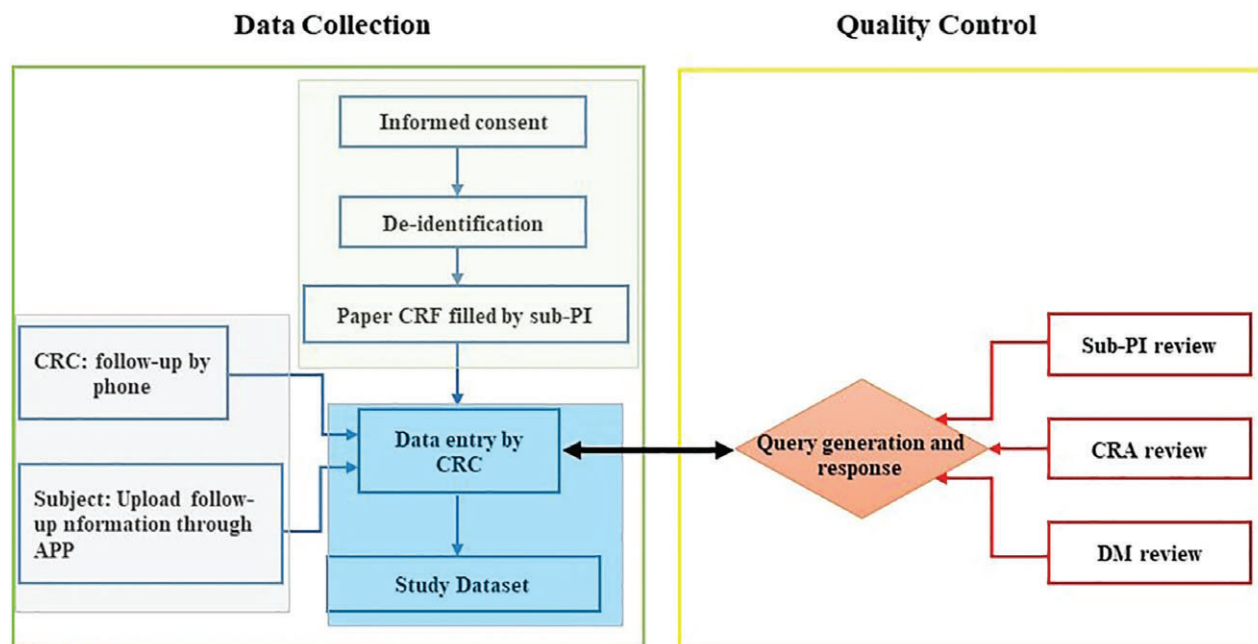 Data Collection
Quality Control
Informed consent
De-identification
Paper CRF filled by sub-PI
CRC: follow-up by
phone
Data entry by
CRC
Subject: Upload follow-
up nformation through
APP
Study Dataset
Query generation and
response
Sub-PI review
CRA review
DM review